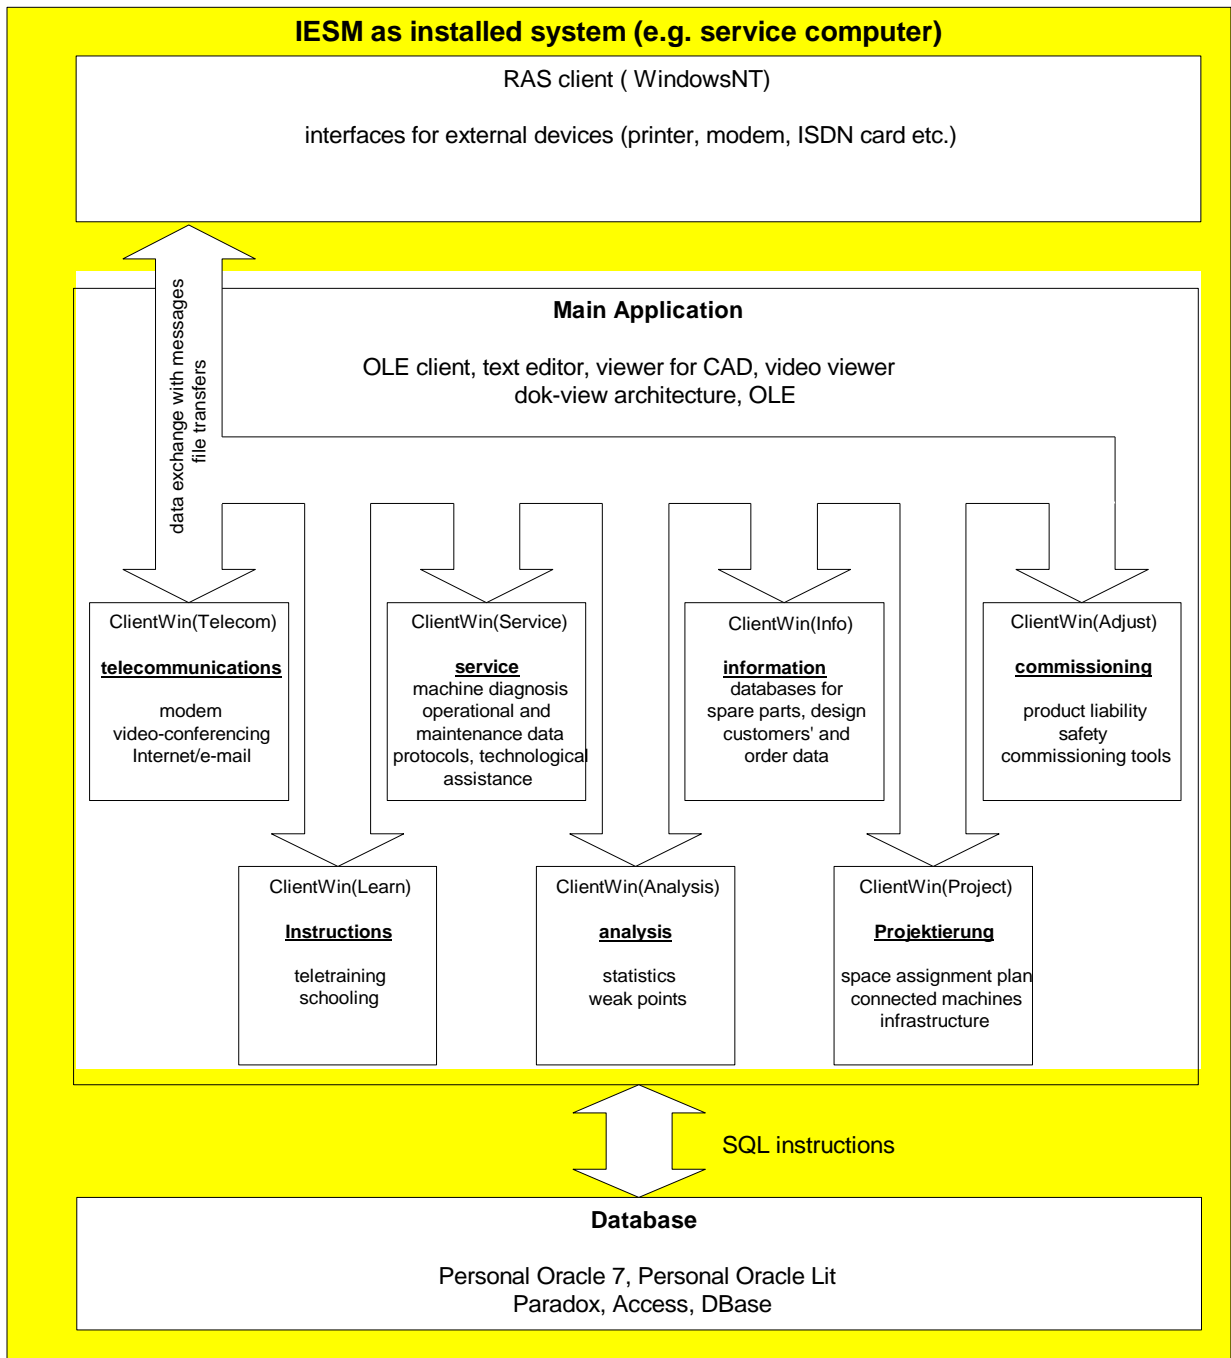 IESM as installed system (e.g. service computer)
RAS client ( WindowsNT)
interfaces for external devices (printer, modem, ISDN card etc.)
data exchange with messages
file transfers
Main Application
OLE client, text editor, viewer for CAD, video viewer
dok-view architecture, OLE
ClientWin(Telecom)
telecommunications
modem
video-conferencing
Internet/e-mail
ClientWin(Service)
service
machine diagnosis
operational and
maintenance data
protocols, technological
assistance
ClientWin(Info)
information
databases for
spare parts, design
customers' and
order data
ClientWin(Adjust)
commissioning
product liability
safety
commissioning tools
ClientWin(Learn)
Instructions
teletraining
schooling
ClientWin(Analysis)
analysis
statistics
weak points
ClientWin(Project)
Projektierung
space assignment plan
connected machines
infrastructure
SQL instructions
Database
Personal Oracle 7, Personal Oracle Lit
Paradox, Access, DBase